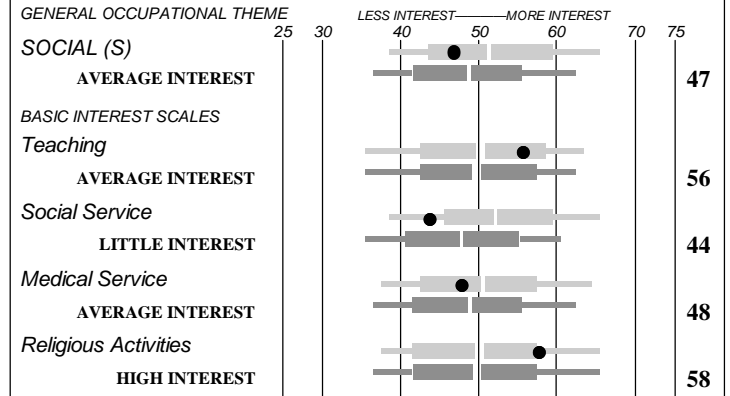 GENERAL OCCUPATIONAL THEME LESS INTEREST MORE INTEREST
25 30 40 50 60 70 75
SOCIAL (S)
AVERAGE INTEREST 47
BASIC INTEREST SCALES
Teaching
AVERAGE INTEREST 56
Social Service
LITTLE INTEREST 44
Medical Service
AVERAGE INTEREST 48
Religious Activities
HIGH INTEREST 58